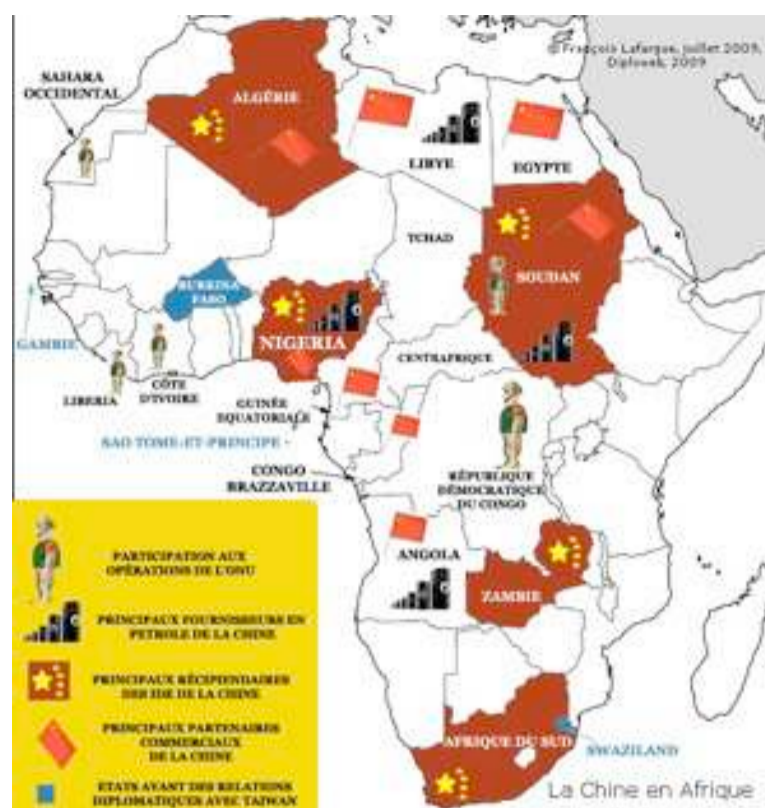 © François Lafargue, juillet 2009,
Diploweb, 2009
SAHARA
OCCIDENTAL
ALGÉRIE
LIBYE
EGYPTE
TCHAD
SOUDAN
BURKINA
FASO
NIGERIA
GAMBIE
CENTRAFRIQUE
LIBERIA
CÔTE
D'IVOIRE
GUINÉE
EQUATORIALE
SAO TOME-ET-PRINCIPE
CONGO
BRAZZAVILLE
RÉPUBLIQUE
DÉMOCRATIQUE
DU CONGO
ANGOLA
ZAMBIE
AFRIQUE DU SUD
SWAZILAND
PARTICIPATION AUX
OPÉRATIONS DE L'ONU
PRINCIPAUX FOURNISSEURS EN
PETROLE DE LA CHINE
PRINCIPAUX RÉCIPIENDAIRES
DES IDE DE LA CHINE
PRINCIPAUX PARTENAIRES
COMMERCIAUX
DE LA CHINE
ETATS AYANT DES RELATIONS
DIPLOMATIQUES AVEC TAIWAN
La Chine en Afrique